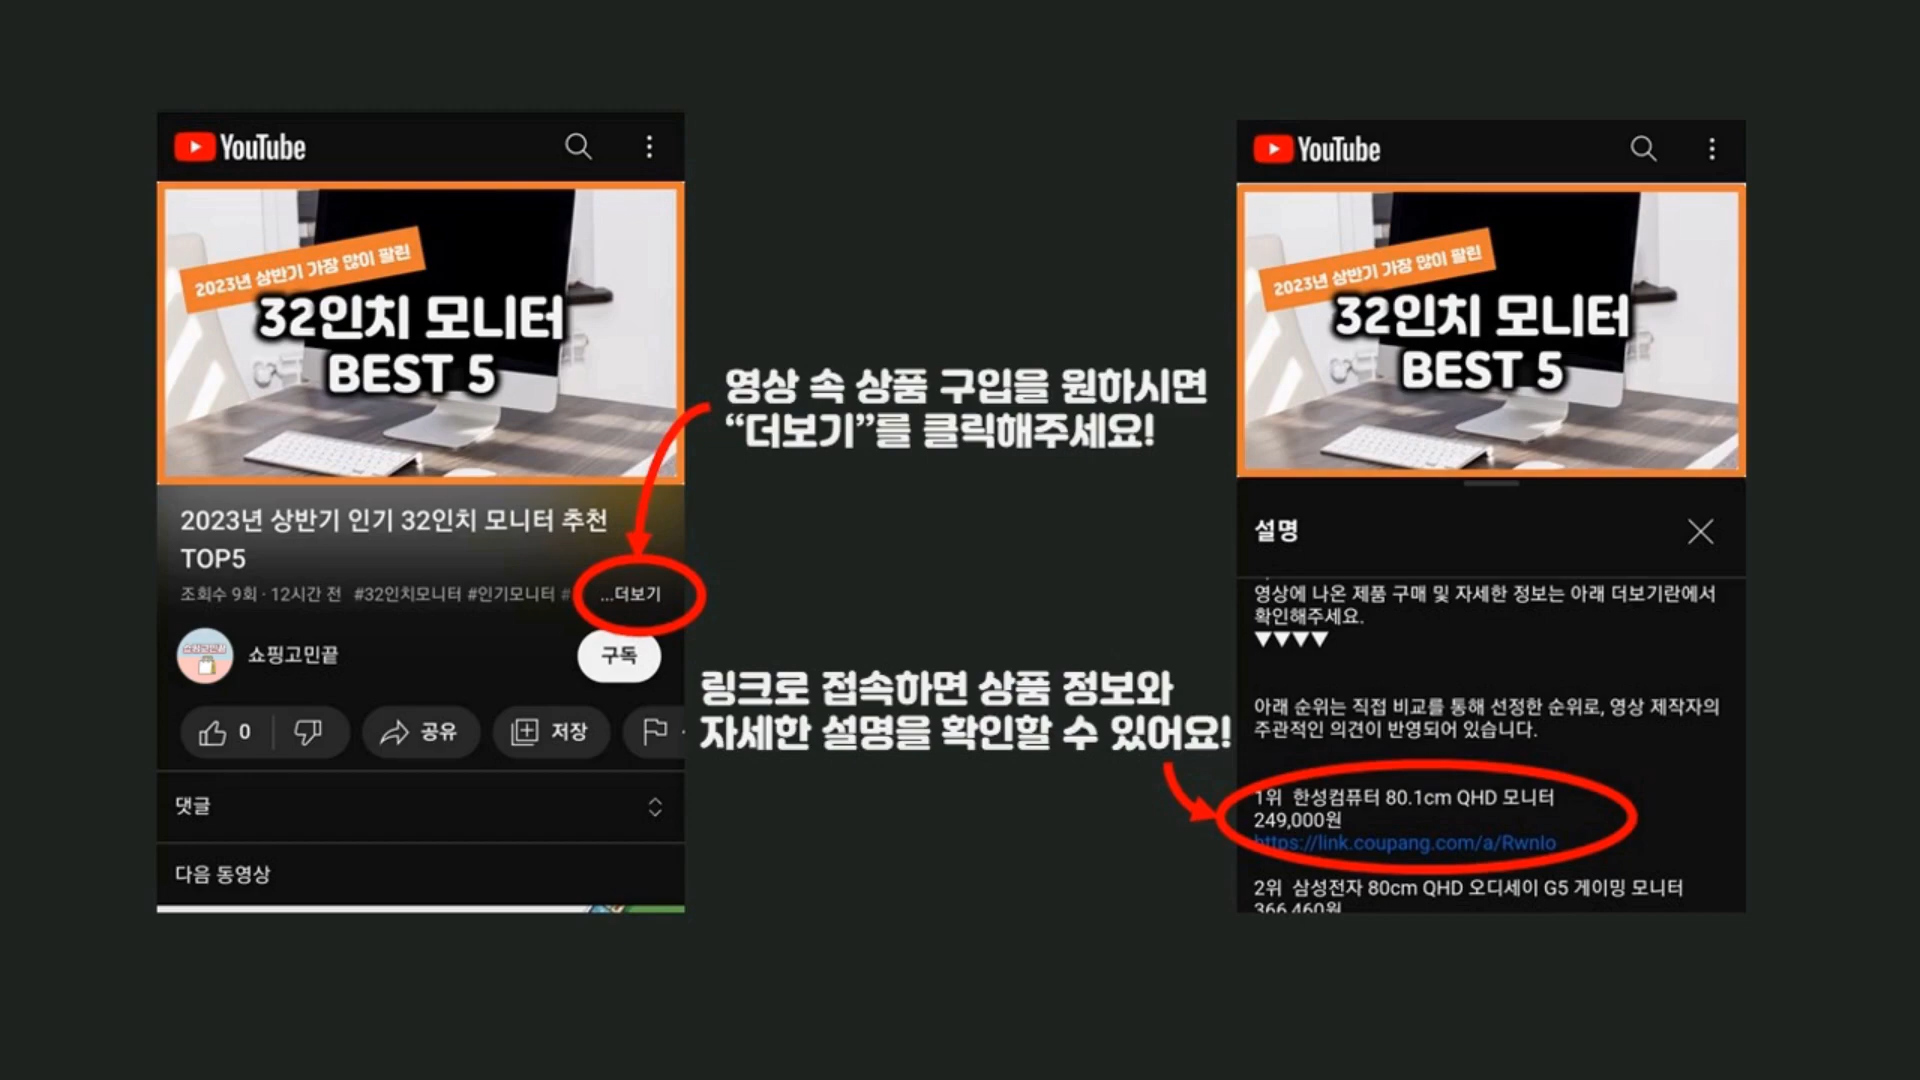 YouTube
2023년 상반기 가장 많이 팔린
32인치 모니터
BEST 5
2023년 상반기 인기 32인치 모니터 추천
TOP5
조회수 9회 · 12시간 전 #32인치모니터 #인기모니터 # ...더보기
쇼핑고민끝
쇼핑고민끝
구독
0
공유
저장
댓글
다음 동영상
영상 속 상품 구입을 원하시면
“더보기”를 클릭해주세요!
링크로 접속하면 상품 정보와
자세한 설명을 확인할 수 있어요!
YouTube
2023년 상반기 가장 많이 팔린
32인치 모니터
BEST 5
설명
영상에 나온 제품 구매 및 자세한 정보는 아래 더보기란에서
확인해주세요.
▼▼▼▼
아래 순위는 직접 비교를 통해 선정한 순위로, 영상 제작자의
주관적인 의견이 반영되어 있습니다.
1위 한성컴퓨터 80.1cm QHD 모니터
249,000원
https://link.coupang.com/a/RwnIo
2위 삼성전자 80cm QHD 오디세이 G5 게이밍 모니터
366,460원